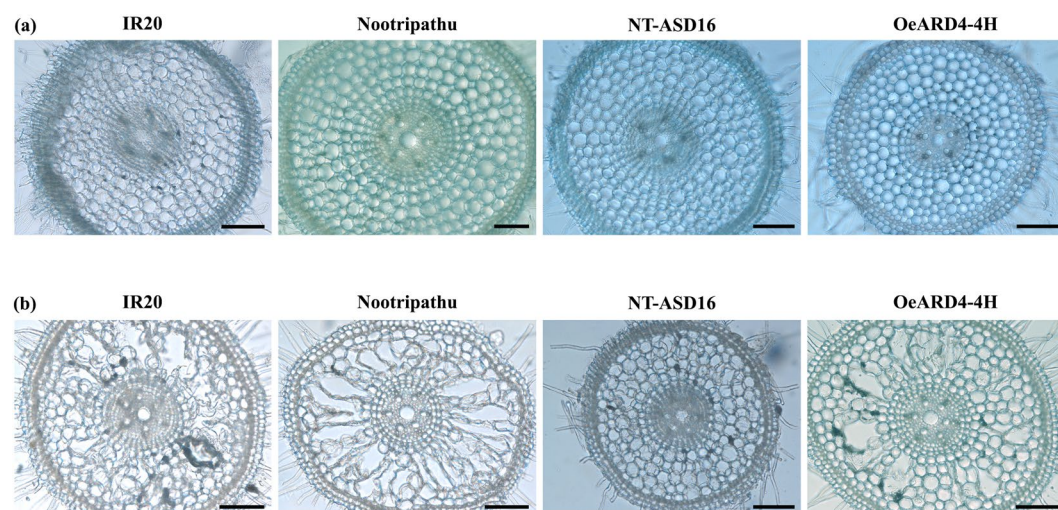 (a) IR20 Nootripathu NT-ASD16 OeARD4-4H
(b) IR20 Nootripathu NT-ASD16 OeARD4-4H